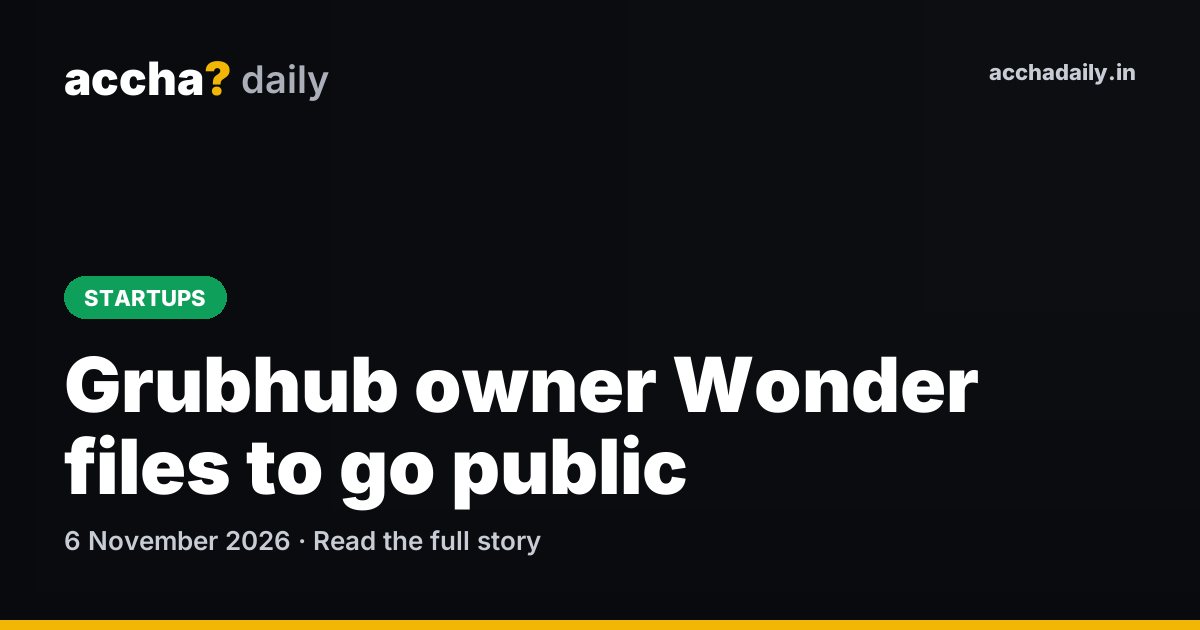 accha? daily
acchadaily.in
STARTUPS
Grubhub owner Wonder
files to go public
6 November 2026 · Read the full story